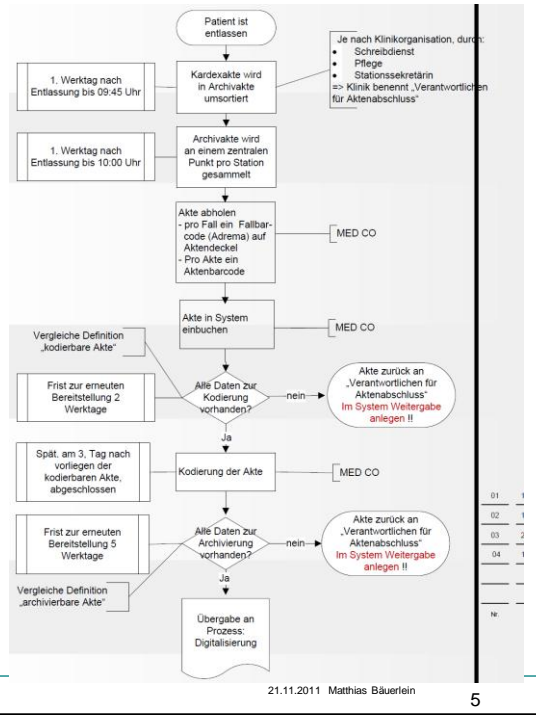 Patient ist
entlassen
Je nach Klinikorganisation, durch:
• Schreibdienst
• Pflege
• Stationssekretärin
=> Klinik benennt „Verantwortlichen
für Aktenabschluss“
1. Werktag nach
Entlassung bis 09:45 Uhr
Kardexakte wird
in Archivakte
umsortiert
1. Werktag nach
Entlassung bis 10:00 Uhr
Archivakte wird
an einem zentralen
Punkt pro Station
gesammelt
Akte abholen
- pro Fall ein Fallbar-
code (Adrema) auf
Aktendeckel
- Pro Akte ein
Aktenbarcode
MED CO
Akte in System
einbuchen
MED CO
Vergleiche Definition
„kodierbare Akte“
Frist zur erneuten
Bereitstellung 2
Werktage
Alle Daten zur
Kodierung
vorhanden?
nein
Akte zurück an
„Verantwortlichen für
Aktenabschluss“
Im System Weitergabe
anlegen !!
Ja
Spät. am 3, Tag nach
vorliegen der
kodierbaren Akte,
abgeschlossen
Kodierung der Akte
MED CO
Frist zur erneuten
Bereitstellung 5
Werktage
Alle Daten zur
Archivierung
vorhanden?
nein
Akte zurück an
„Verantwortlichen für
Aktenabschluss“
Im System Weitergabe
anlegen !!
Vergleiche Definition
„archivierbare Akte“
Ja
Übergabe an
Prozess:
Digitalisierung
01 1
02 1
03 2
04 1
Nr.
21.11.2011 Matthias Bäuerlein
5